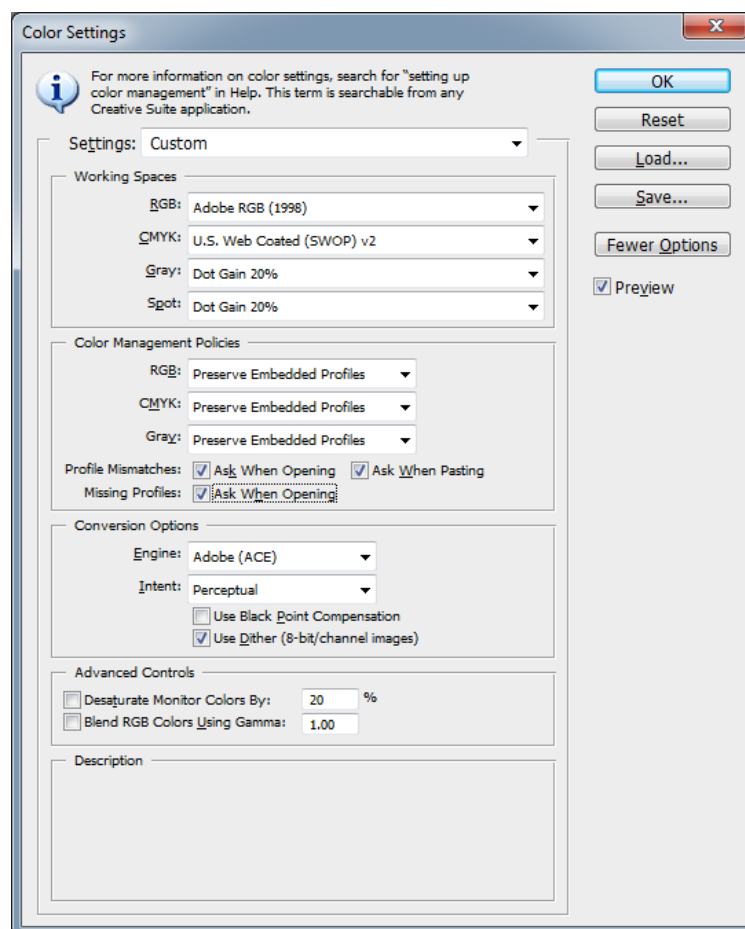 Color Settings
For more information on color settings, search for "setting up
color management" in Help. This term is searchable from any
Creative Suite application.
OK
Reset
Load...
Save...
Fewer Options
Preview
Settings: Custom
Working Spaces
RGB: Adobe RGB (1998)
CMYK: U.S. Web Coated (SWOP) v2
Gray: Dot Gain 20%
Spot: Dot Gain 20%
Color Management Policies
RGB: Preserve Embedded Profiles
CMYK: Preserve Embedded Profiles
Gray: Preserve Embedded Profiles
Profile Mismatches: Ask When Opening Ask When Pasting
Missing Profiles: Ask When Opening
Conversion Options
Engine: Adobe (ACE)
Intent: Perceptual
Use Black Point Compensation
Use Dither (8-bit/channel images)
Advanced Controls
Desaturate Monitor Colors By: 20 %
Blend RGB Colors Using Gamma: 1.00
Description